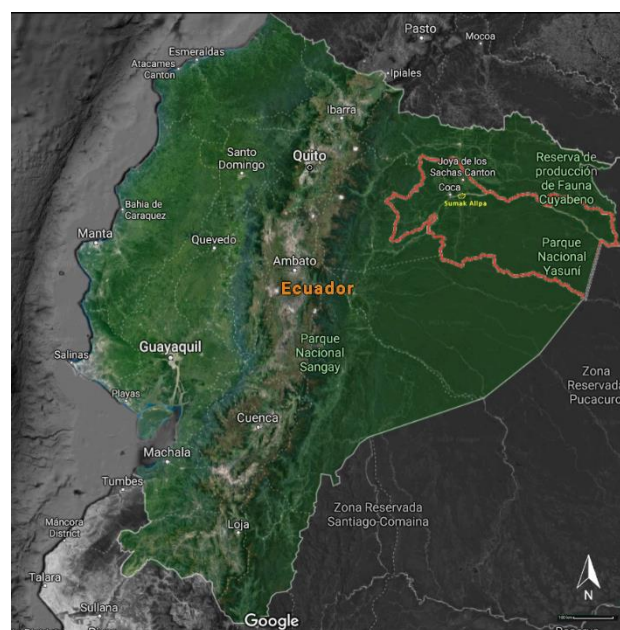 Pasto
Mocoa
Esmeraldas
Atacames
Canton
Ipiales
Ibarra
Santo
Domingo
Quito
Joya de los
Sachas Canton
Reserva de
producción
de Fauna
Cuyabeno
Coca
Sumak Allpa
Bahia de
Caraquez
Manta
Quevedo
Parque
Nacional
Yasuní
Ambato
Ecuador
Guayaquil
Salinas
Parque
Nacional
Sangay
Zona
Reservada
Pucacuro
Playas
Cuenca
Machala
Tumbes
Zona Reservada
Santiago-Comaina
Máncora
District
Loja
Talara
N
Sullana
Google